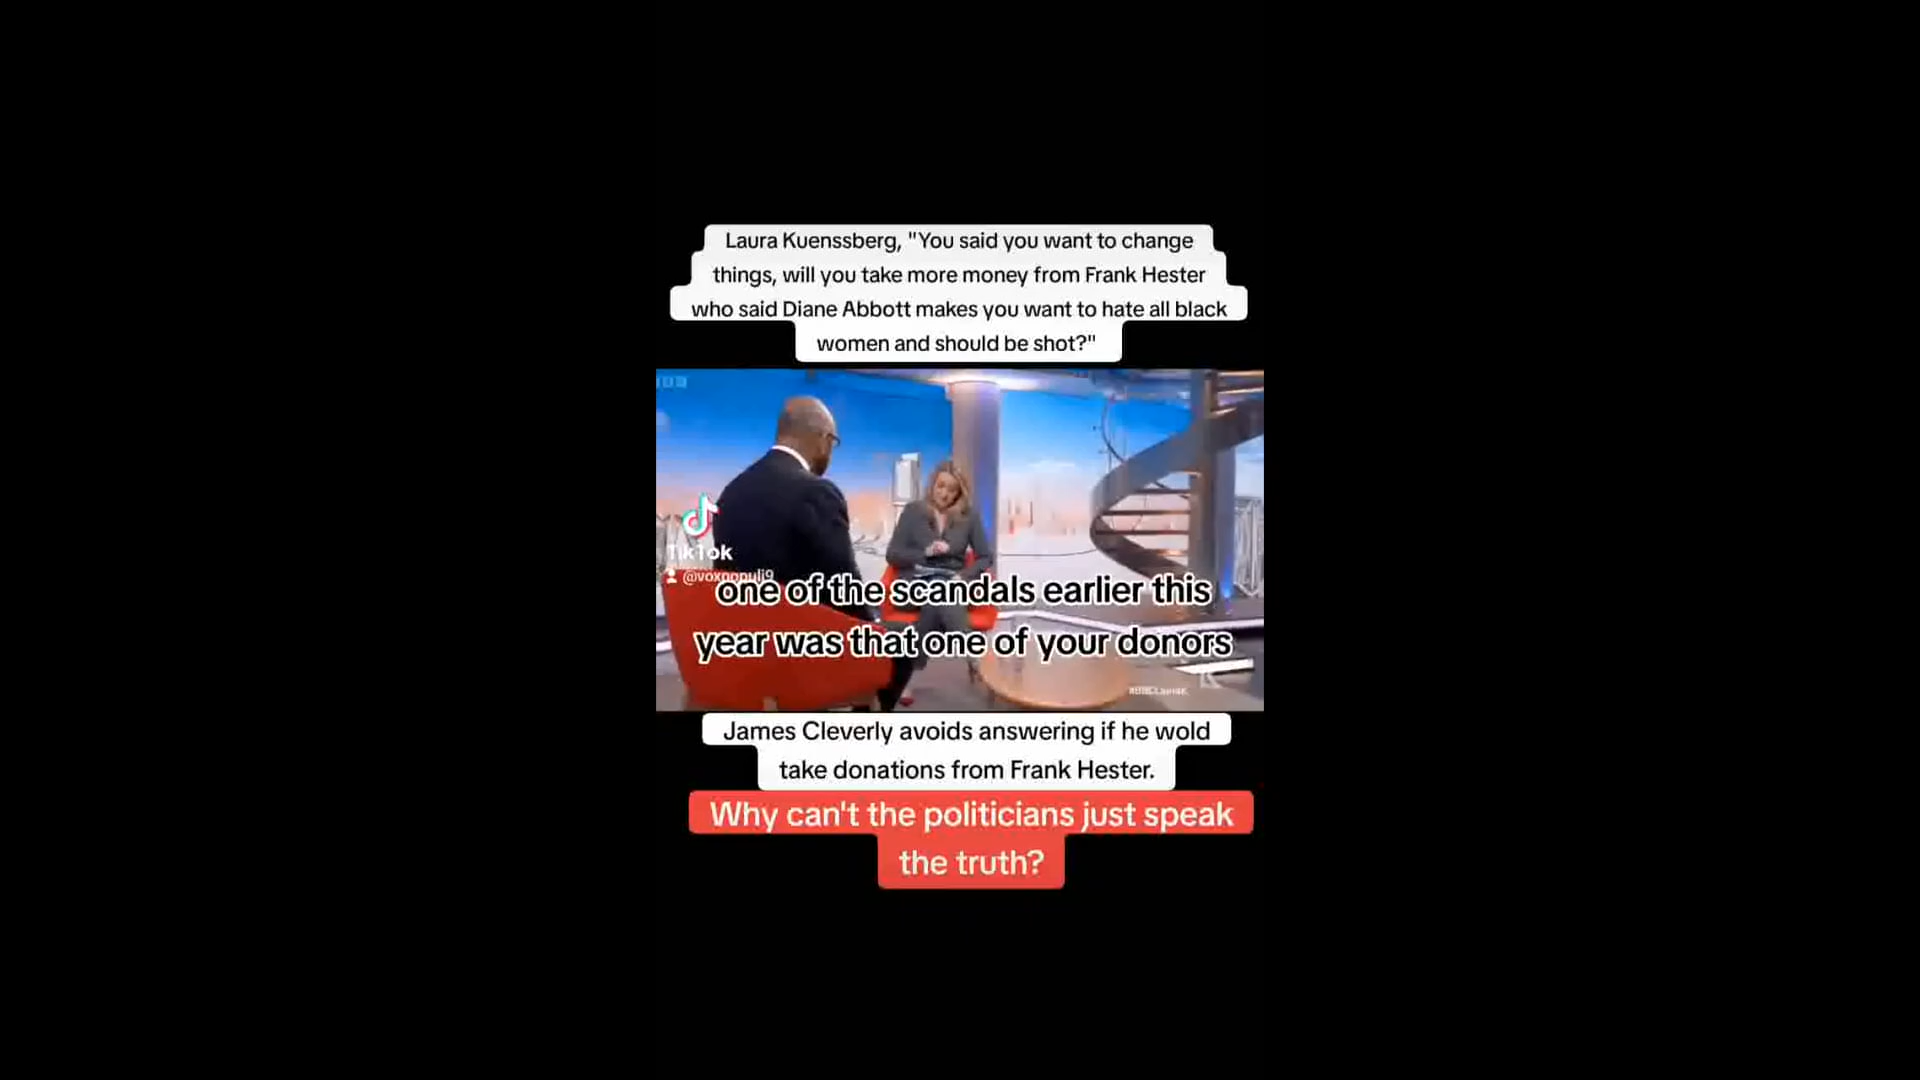 Laura Kuenssberg, "You said you want to change
things, will you take more money from Frank Hester
who said Diane Abbott makes you want to hate all black
women and should be shot?"
BBC
TikTok
@voxpopuli9
one of the scandals earlier this
year was that one of your donors
#BBCLauraK
James Cleverly avoids answering if he wold
take donations from Frank Hester.
Why can't the politicians just speak
the truth?